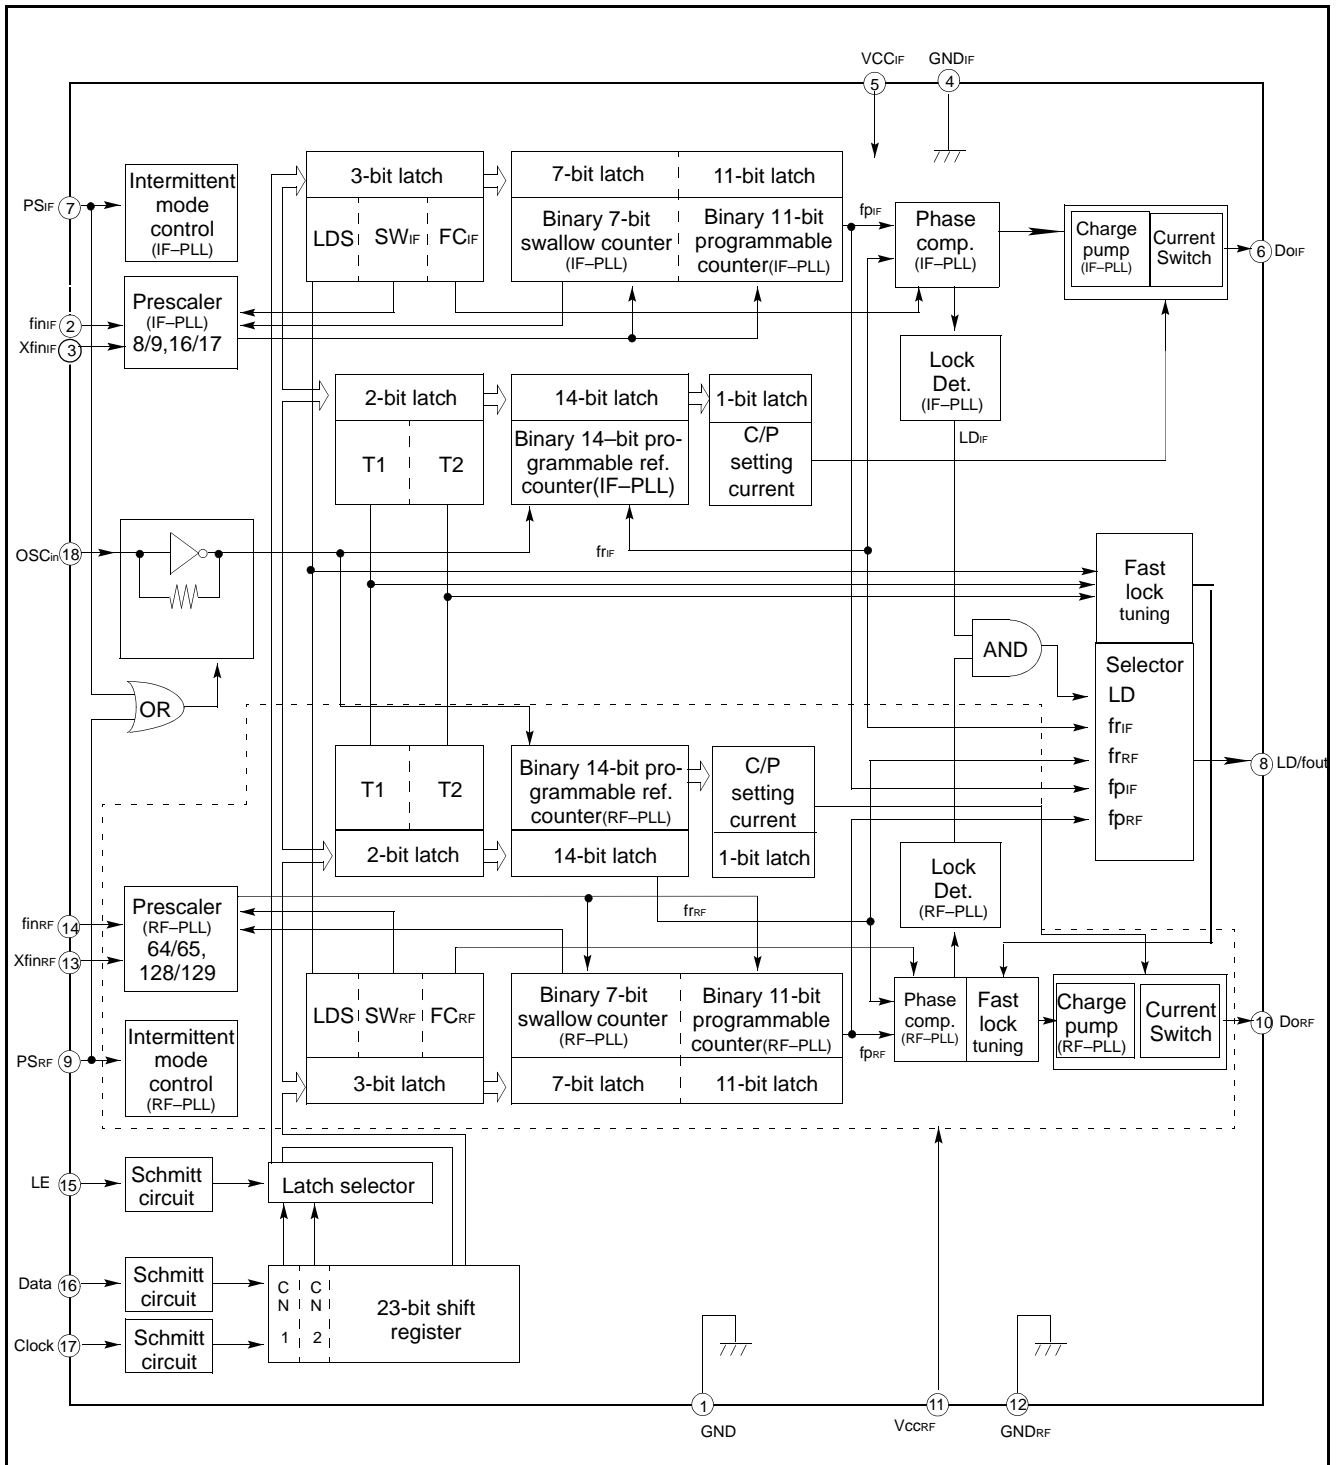 VCCIF
GNDIF
5
4
PSIF
7
Intermittent
mode
control
(IF–PLL)
3-bit latch
LDS
SWIF
FCIF
7-bit latch
11-bit latch
Binary 7-bit
swallow counter
(IF–PLL)
Binary 11-bit
programmable
counter(IF–PLL)
fpIF
Phase
comp.
(IF–PLL)
Charge
pump
(IF–PLL)
Current
Switch
6
DoIF
finIF
2
XfinIF
3
Prescaler
(IF–PLL)
8/9,16/17
Lock
Det.
(IF–PLL)
LDIF
2-bit latch
T1
T2
14-bit latch
Binary 14–bit pro-
grammable ref.
counter(IF–PLL)
1-bit latch
C/P
setting
current
OSCin
18
frIF
Fast
lock
tuning
AND
OR
Selector
LD
frIF
frRF
fpIF
fpRF
8
LD/fout
T1
T2
2-bit latch
Binary 14-bit pro-
grammable ref.
counter(RF–PLL)
14-bit latch
C/P
setting
current
1-bit latch
Lock
Det.
(RF–PLL)
frRF
finRF
14
XfinRF
13
Prescaler
(RF–PLL)
64/65,
128/129
LDS
SWRF
FCRF
3-bit latch
Binary 7-bit
swallow counter
(RF–PLL)
Binary 11-bit
programmable
counter(RF–PLL)
7-bit latch
11-bit latch
fpRF
Phase
comp.
(RF–PLL)
Fast
lock
tuning
Charge
pump
(RF–PLL)
Current
Switch
10
DoRF
PSRF
9
Intermittent
mode
control
(RF–PLL)
LE
15
Schmitt
circuit
Latch selector
Data
16
Schmitt
circuit
Clock
17
Schmitt
circuit
C
N
1
C
N
2
23-bit shift
register
1
GND
11
VccRF
12
GNDRF